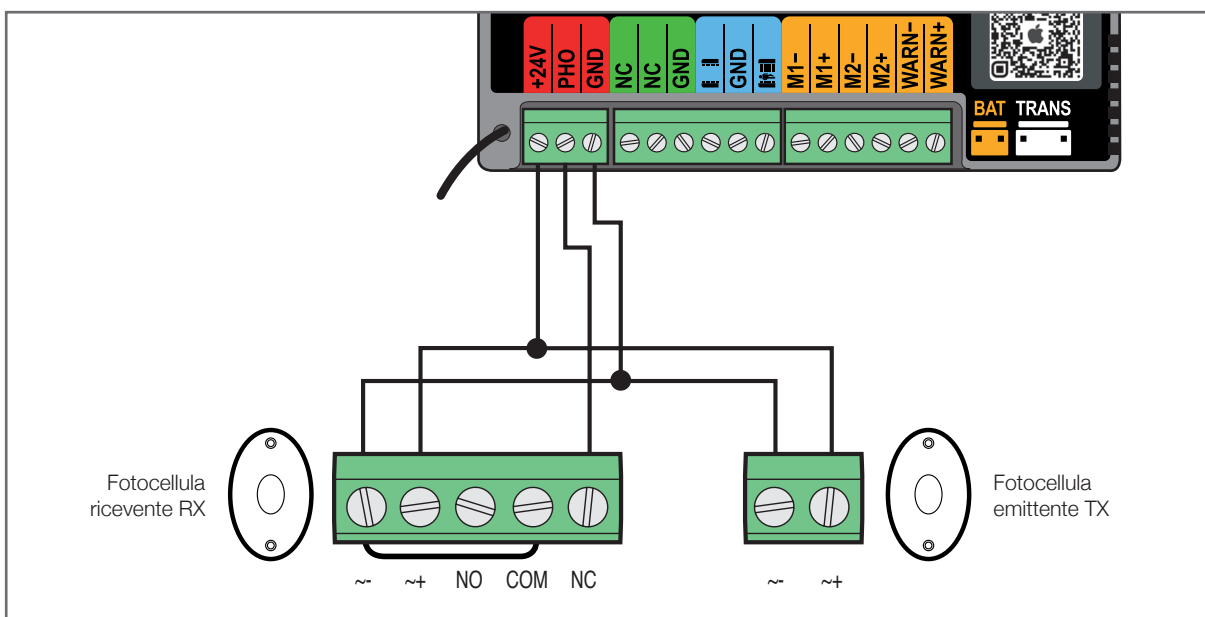 +24V PHO GND NC NC GND GND M1- M1+ M2- M2+ WARN- WARN+
BAT TRANS
Fotocellula
ricevente RX
Fotocellula
emittente TX
~- ~+ NO COM NC
~- ~+